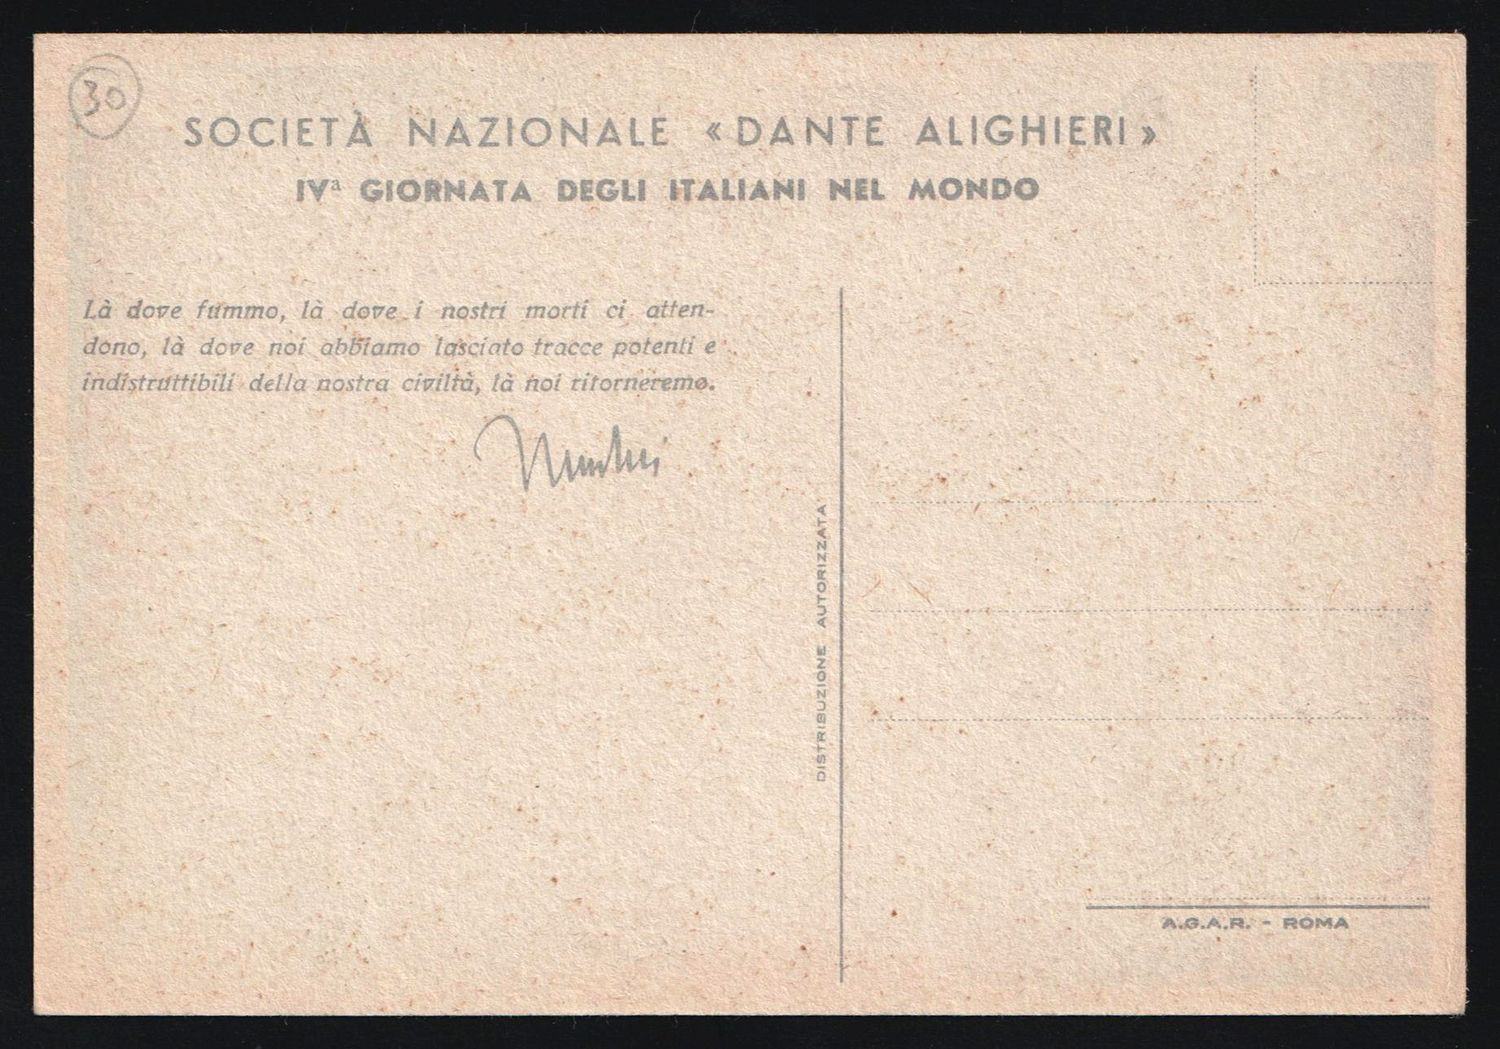 30
SOCIETÀ NAZIONALE «DANTE ALIGHIERI»
IVª GIORNATA DEGLI ITALIANI NEL MONDO
Là dove fummo, là dove i nostri morti ci atten-
dono, là dove noi abbiamo lasciato tracce potenti e
indistruttibili della nostra civiltà, là noi ritorneremo.
DISTRIBUZIONE AUTORIZZATA
A.G.A.R. - ROMA